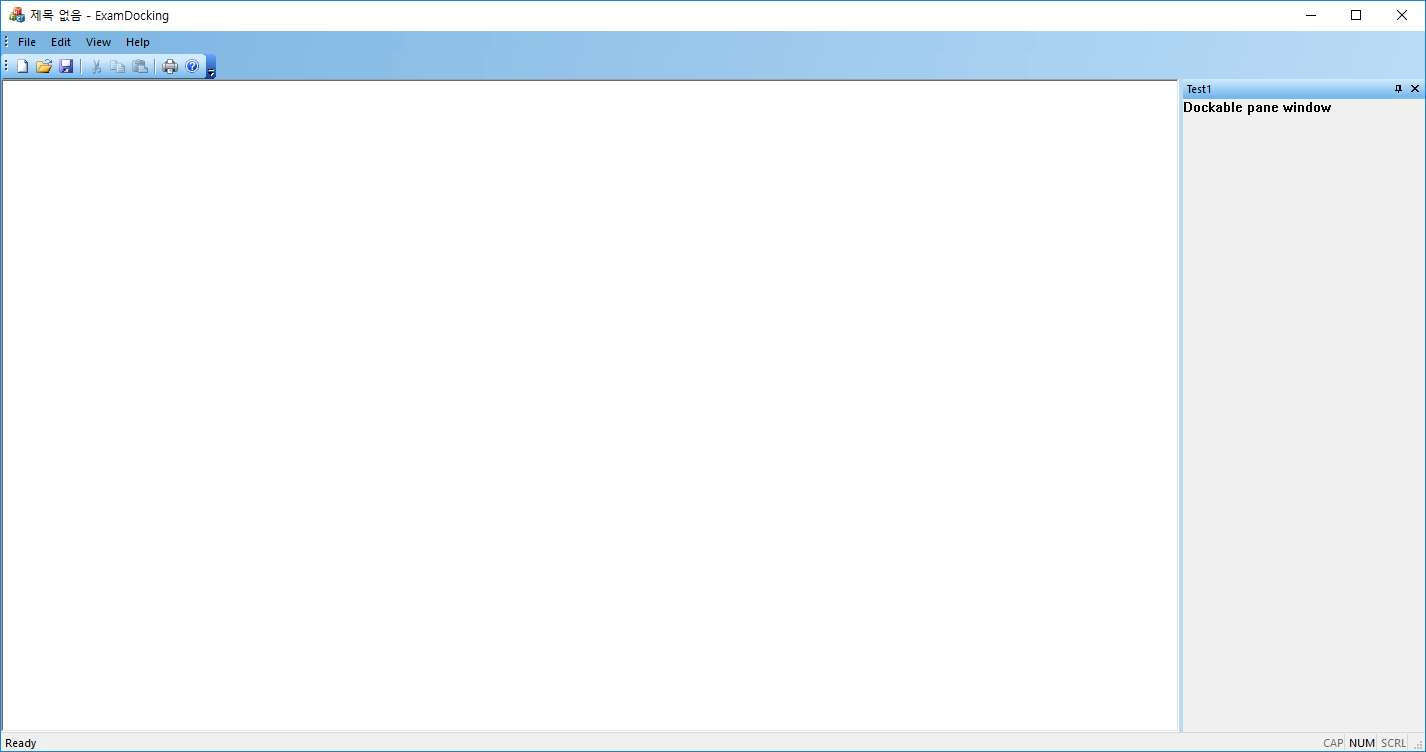 제목 없음 - ExamDocking
File Edit View Help
Test1
Dockable pane window
Ready
CAP NUM SCRL